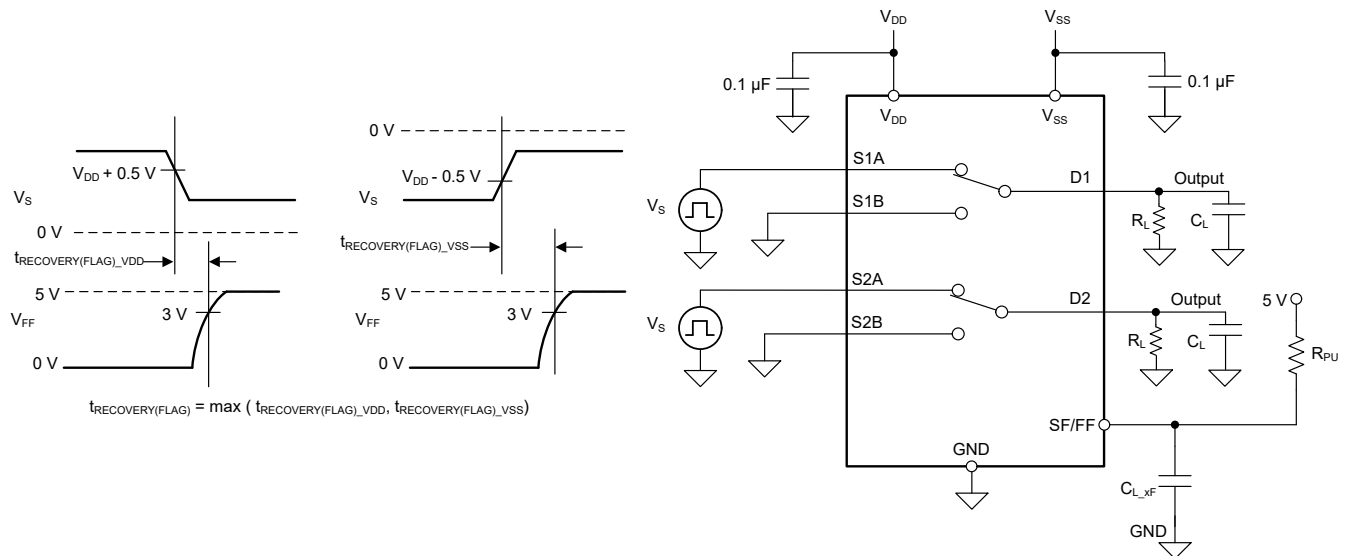 0 V
V_DD + 0.5 V
V_S
0 V
t_RECOVERY(FLAG)_VDD
5 V
V_FF
3 V
0 V
V_DD - 0.5 V
V_S
t_RECOVERY(FLAG)_VSS
5 V
V_FF
3 V
0 V
t_RECOVERY(FLAG) = max ( t_RECOVERY(FLAG)_VDD, t_RECOVERY(FLAG)_VSS)
V_DD
V_SS
0.1 µF
0.1 µF
V_DD
V_SS
S1A
D1
Output
V_S
S1B
R_L
C_L
S2A
D2
Output
5 V
V_S
S2B
R_L
C_L
R_PU
SF/FF
GND
C_L_xF
GND